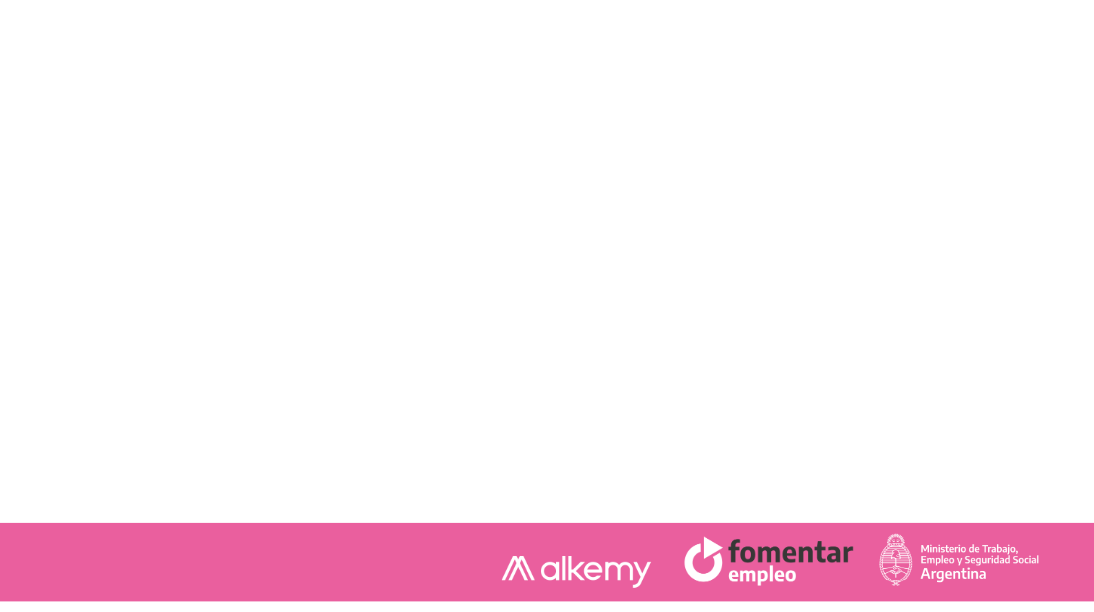 alkemy
fomentar
empleo
Ministerio de Trabajo,
Empleo y Seguridad Social
Argentina